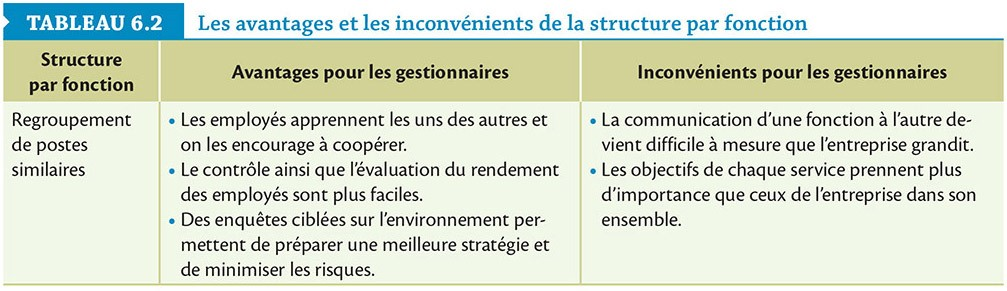 TABLEAU 6.2 Les avantages et les inconvénients de la structure par fonction
Structure
par fonction
Avantages pour les gestionnaires
Inconvénients pour les gestionnaires
Regroupement
de postes
similaires
• Les employés apprennent les uns des autres et
on les encourage à coopérer.
• Le contrôle ainsi que l’évaluation du rendement
des employés sont plus faciles.
• Des enquêtes ciblées sur l’environnement per-
mettent de préparer une meilleure stratégie et
de minimiser les risques.
• La communication d’une fonction à l’autre de-
vient difficile à mesure que l’entreprise grandit.
• Les objectifs de chaque service prennent plus
d’importance que ceux de l’entreprise dans son
ensemble.